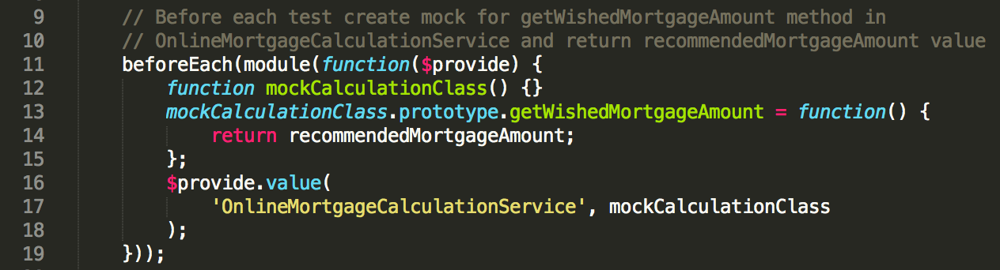 9 // Before each test create mock for getWishedMortgageAmount method in
10 // OnlineMortgageCalculationService and return recommendedMortgageAmount value
11 beforeEach(module(function($provide) {
12 function mockCalculationClass() {}
13 mockCalculationClass.prototype.getWishedMortgageAmount = function() {
14 return recommendedMortgageAmount;
15 };
16 $provide.value(
17 'OnlineMortgageCalculationService', mockCalculationClass
18 );
19 }));